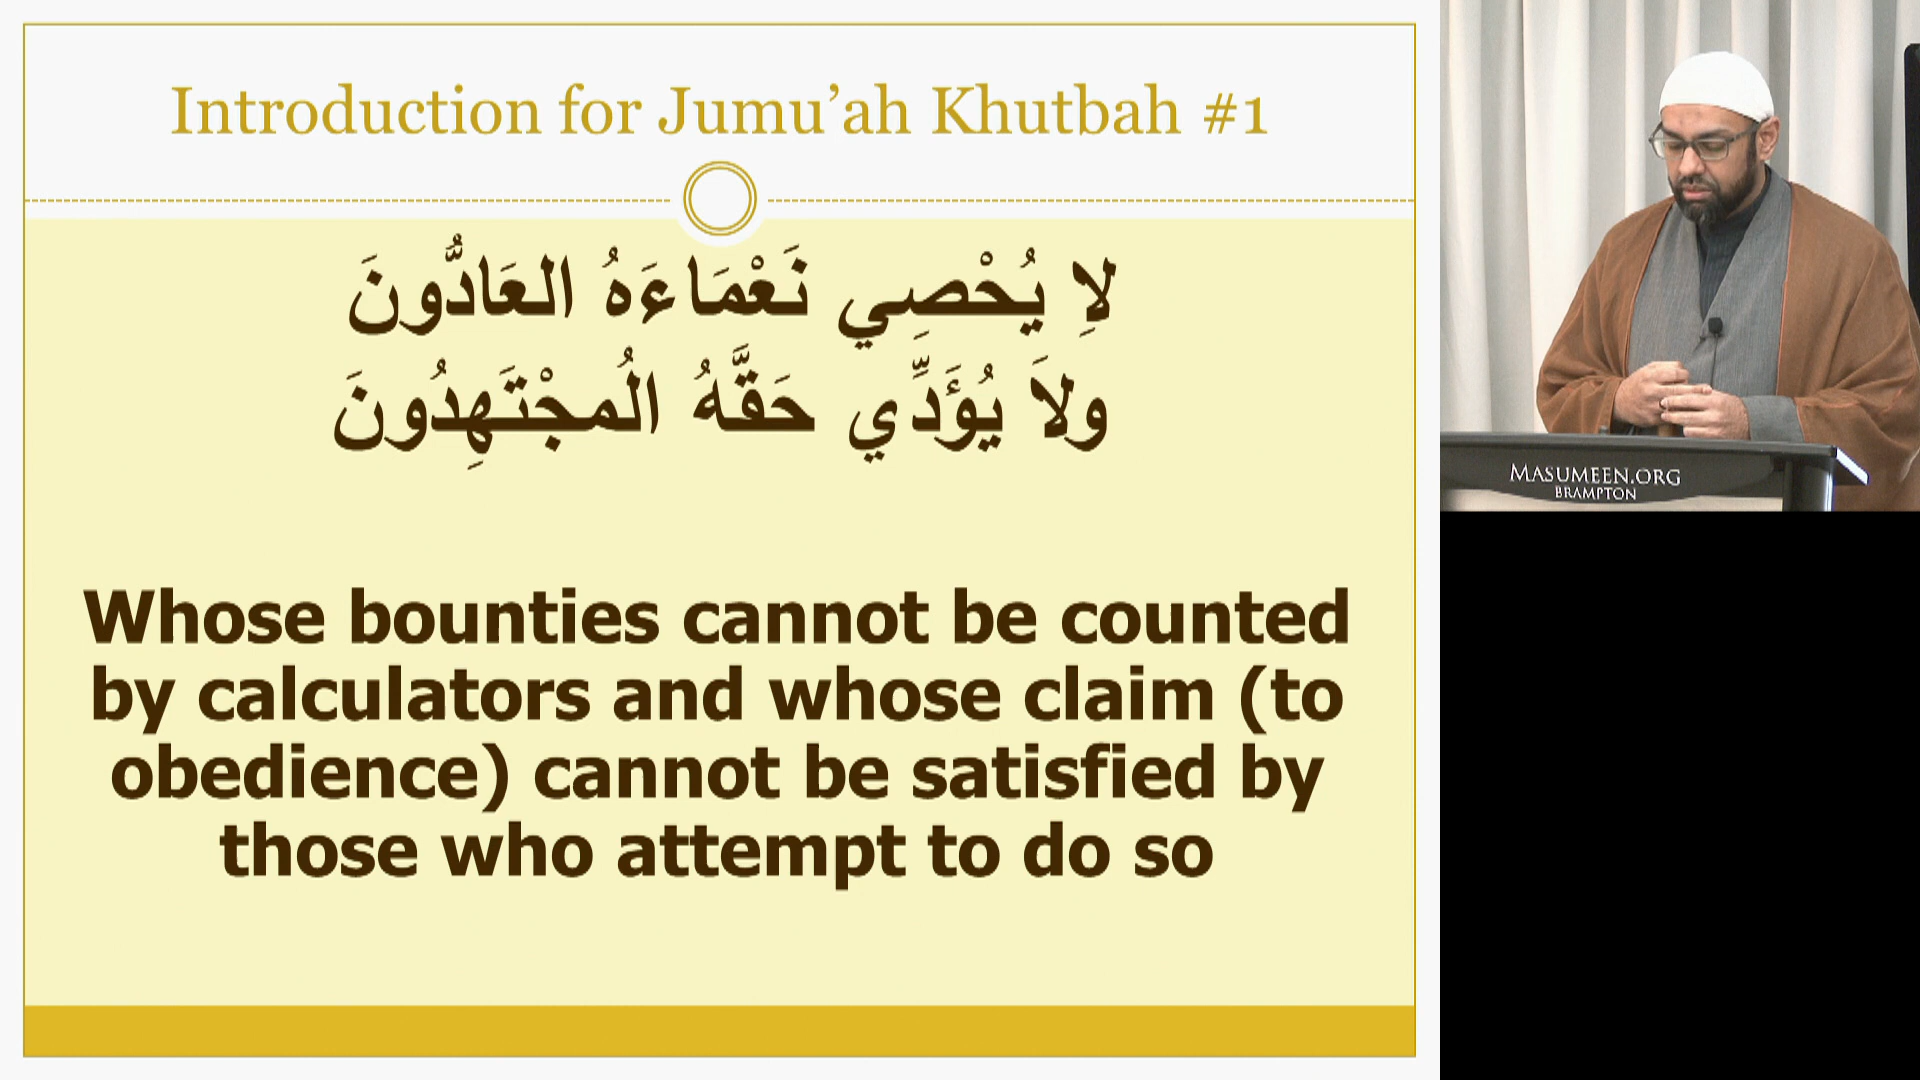 Introduction for Jumu’ah Khutbah #1
لاِ يُحْصِي نَعْمَاءَهُ العَادُّونَ
ولاَ يُؤَدِّي حَقَّهُ الُمجْتَهِدُونَ
Whose bounties cannot be counted
by calculators and whose claim (to
obedience) cannot be satisfied by
those who attempt to do so
MASUMEEN.ORG
BRAMPTON